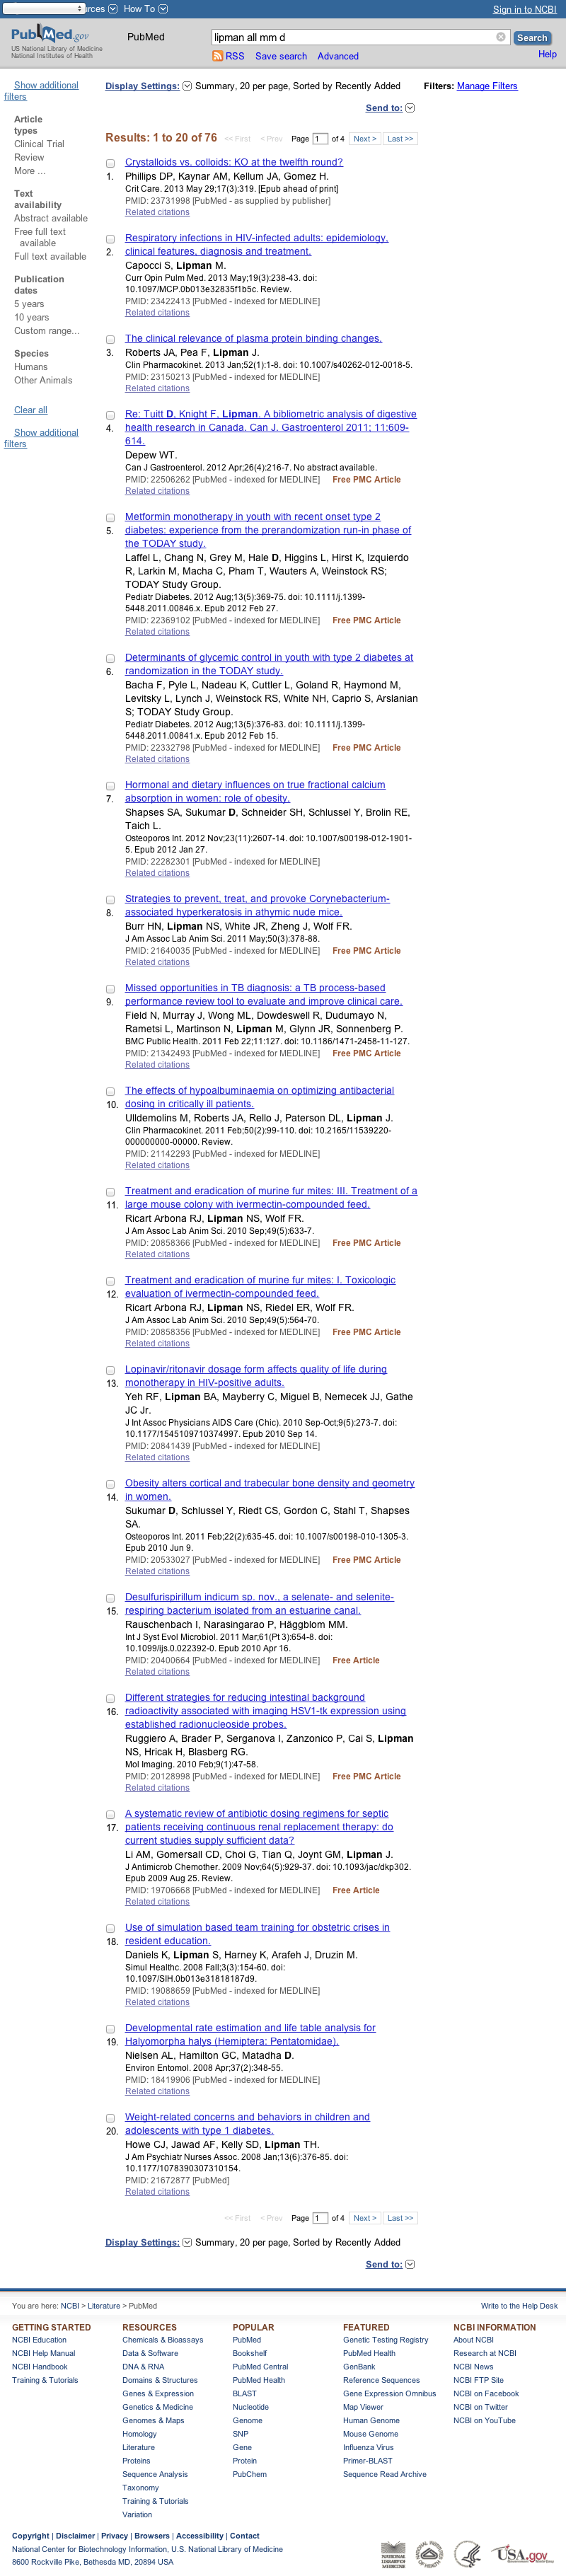 urces How To
Sign in to NCBI
PubMed.gov
US National Library of Medicine
National Institutes of Health
PubMed
lipman all mm d
Search
RSS Save search Advanced
Help
Show additional
filters
Article
types
Clinical Trial
Review
More ...
Text
availability
Abstract available
Free full text
available
Full text available
Publication
dates
5 years
10 years
Custom range...
Species
Humans
Other Animals
Clear all
Show additional
filters
Display Settings: Summary, 20 per page, Sorted by Recently Added
Send to:
Filters: Manage Filters
Results: 1 to 20 of 76 << First < Prev Page 1 of 4 Next > Last >>
Crystalloids vs. colloids: KO at the twelfth round?
1. Phillips DP, Kaynar AM, Kellum JA, Gomez H.
Crit Care. 2013 May 29;17(3):319. [Epub ahead of print]
PMID: 23731998 [PubMed - as supplied by publisher]
Related citations
Respiratory infections in HIV-infected adults: epidemiology,
2. clinical features, diagnosis and treatment.
Capocci S, Lipman M.
Curr Opin Pulm Med. 2013 May;19(3):238-43. doi:
10.1097/MCP.0b013e32835f1b5c. Review.
PMID: 23422413 [PubMed - indexed for MEDLINE]
Related citations
The clinical relevance of plasma protein binding changes.
3. Roberts JA, Pea F, Lipman J.
Clin Pharmacokinet. 2013 Jan;52(1):1-8. doi: 10.1007/s40262-012-0018-5.
PMID: 23150213 [PubMed - indexed for MEDLINE]
Related citations
Re: Tuitt D, Knight F, Lipman. A bibliometric analysis of digestive
4. health research in Canada. Can J. Gastroenterol 2011; 11:609-
614.
Depew WT.
Can J Gastroenterol. 2012 Apr;26(4):216-7. No abstract available.
PMID: 22506262 [PubMed - indexed for MEDLINE] Free PMC Article
Related citations
Metformin monotherapy in youth with recent onset type 2
5. diabetes: experience from the prerandomization run-in phase of
the TODAY study.
Laffel L, Chang N, Grey M, Hale D, Higgins L, Hirst K, Izquierdo
R, Larkin M, Macha C, Pham T, Wauters A, Weinstock RS;
TODAY Study Group.
Pediatr Diabetes. 2012 Aug;13(5):369-75. doi: 10.1111/j.1399-
5448.2011.00846.x. Epub 2012 Feb 27.
PMID: 22369102 [PubMed - indexed for MEDLINE] Free PMC Article
Related citations
Determinants of glycemic control in youth with type 2 diabetes at
6. randomization in the TODAY study.
Bacha F, Pyle L, Nadeau K, Cuttler L, Goland R, Haymond M,
Levitsky L, Lynch J, Weinstock RS, White NH, Caprio S, Arslanian
S; TODAY Study Group.
Pediatr Diabetes. 2012 Aug;13(5):376-83. doi: 10.1111/j.1399-
5448.2011.00841.x. Epub 2012 Feb 15.
PMID: 22332798 [PubMed - indexed for MEDLINE] Free PMC Article
Related citations
Hormonal and dietary influences on true fractional calcium
7. absorption in women: role of obesity.
Shapses SA, Sukumar D, Schneider SH, Schlussel Y, Brolin RE,
Taich L.
Osteoporos Int. 2012 Nov;23(11):2607-14. doi: 10.1007/s00198-012-1901-
5. Epub 2012 Jan 27.
PMID: 22282301 [PubMed - indexed for MEDLINE]
Related citations
Strategies to prevent, treat, and provoke Corynebacterium-
8. associated hyperkeratosis in athymic nude mice.
Burr HN, Lipman NS, White JR, Zheng J, Wolf FR.
J Am Assoc Lab Anim Sci. 2011 May;50(3):378-88.
PMID: 21640035 [PubMed - indexed for MEDLINE] Free PMC Article
Related citations
Missed opportunities in TB diagnosis: a TB process-based
9. performance review tool to evaluate and improve clinical care.
Field N, Murray J, Wong ML, Dowdeswell R, Dudumayo N,
Rametsi L, Martinson N, Lipman M, Glynn JR, Sonnenberg P.
BMC Public Health. 2011 Feb 22;11:127. doi: 10.1186/1471-2458-11-127.
PMID: 21342493 [PubMed - indexed for MEDLINE] Free PMC Article
Related citations
The effects of hypoalbuminaemia on optimizing antibacterial
10. dosing in critically ill patients.
Ulldemolins M, Roberts JA, Rello J, Paterson DL, Lipman J.
Clin Pharmacokinet. 2011 Feb;50(2):99-110. doi: 10.2165/11539220-
000000000-00000. Review.
PMID: 21142293 [PubMed - indexed for MEDLINE]
Related citations
Treatment and eradication of murine fur mites: III. Treatment of a
11. large mouse colony with ivermectin-compounded feed.
Ricart Arbona RJ, Lipman NS, Wolf FR.
J Am Assoc Lab Anim Sci. 2010 Sep;49(5):633-7.
PMID: 20858366 [PubMed - indexed for MEDLINE] Free PMC Article
Related citations
Treatment and eradication of murine fur mites: I. Toxicologic
12. evaluation of ivermectin-compounded feed.
Ricart Arbona RJ, Lipman NS, Riedel ER, Wolf FR.
J Am Assoc Lab Anim Sci. 2010 Sep;49(5):564-70.
PMID: 20858356 [PubMed - indexed for MEDLINE] Free PMC Article
Related citations
Lopinavir/ritonavir dosage form affects quality of life during
13. monotherapy in HIV-positive adults.
Yeh RF, Lipman BA, Mayberry C, Miguel B, Nemecek JJ, Gathe
JC Jr.
J Int Assoc Physicians AIDS Care (Chic). 2010 Sep-Oct;9(5):273-7. doi:
10.1177/1545109710374997. Epub 2010 Sep 14.
PMID: 20841439 [PubMed - indexed for MEDLINE]
Related citations
Obesity alters cortical and trabecular bone density and geometry
14. in women.
Sukumar D, Schlussel Y, Riedt CS, Gordon C, Stahl T, Shapses
SA.
Osteoporos Int. 2011 Feb;22(2):635-45. doi: 10.1007/s00198-010-1305-3.
Epub 2010 Jun 9.
PMID: 20533027 [PubMed - indexed for MEDLINE] Free PMC Article
Related citations
Desulfurispirillum indicum sp. nov., a selenate- and selenite-
15. respiring bacterium isolated from an estuarine canal.
Rauschenbach I, Narasingarao P, Häggblom MM.
Int J Syst Evol Microbiol. 2011 Mar;61(Pt 3):654-8. doi:
10.1099/ijs.0.022392-0. Epub 2010 Apr 16.
PMID: 20400664 [PubMed - indexed for MEDLINE] Free Article
Related citations
Different strategies for reducing intestinal background
16. radioactivity associated with imaging HSV1-tk expression using
established radionucleoside probes.
Ruggiero A, Brader P, Serganova I, Zanzonico P, Cai S, Lipman
NS, Hricak H, Blasberg RG.
Mol Imaging. 2010 Feb;9(1):47-58.
PMID: 20128998 [PubMed - indexed for MEDLINE] Free PMC Article
Related citations
A systematic review of antibiotic dosing regimens for septic
17. patients receiving continuous renal replacement therapy: do
current studies supply sufficient data?
Li AM, Gomersall CD, Choi G, Tian Q, Joynt GM, Lipman J.
J Antimicrob Chemother. 2009 Nov;64(5):929-37. doi: 10.1093/jac/dkp302.
Epub 2009 Aug 25. Review.
PMID: 19706668 [PubMed - indexed for MEDLINE] Free Article
Related citations
Use of simulation based team training for obstetric crises in
18. resident education.
Daniels K, Lipman S, Harney K, Arafeh J, Druzin M.
Simul Healthc. 2008 Fall;3(3):154-60. doi:
10.1097/SIH.0b013e31818187d9.
PMID: 19088659 [PubMed - indexed for MEDLINE]
Related citations
Developmental rate estimation and life table analysis for
19. Halyomorpha halys (Hemiptera: Pentatomidae).
Nielsen AL, Hamilton GC, Matadha D.
Environ Entomol. 2008 Apr;37(2):348-55.
PMID: 18419906 [PubMed - indexed for MEDLINE]
Related citations
Weight-related concerns and behaviors in children and
20. adolescents with type 1 diabetes.
Howe CJ, Jawad AF, Kelly SD, Lipman TH.
J Am Psychiatr Nurses Assoc. 2008 Jan;13(6):376-85. doi:
10.1177/1078390307310154.
PMID: 21672877 [PubMed]
Related citations
<< First < Prev Page 1 of 4 Next > Last >>
Display Settings: Summary, 20 per page, Sorted by Recently Added
Send to:
You are here: NCBI > Literature > PubMed
Write to the Help Desk
GETTING STARTED
NCBI Education
NCBI Help Manual
NCBI Handbook
Training & Tutorials
RESOURCES
Chemicals & Bioassays
Data & Software
DNA & RNA
Domains & Structures
Genes & Expression
Genetics & Medicine
Genomes & Maps
Homology
Literature
Proteins
Sequence Analysis
Taxonomy
Training & Tutorials
Variation
POPULAR
PubMed
Bookshelf
PubMed Central
PubMed Health
BLAST
Nucleotide
Genome
SNP
Gene
Protein
PubChem
FEATURED
Genetic Testing Registry
PubMed Health
GenBank
Reference Sequences
Gene Expression Omnibus
Map Viewer
Human Genome
Mouse Genome
Influenza Virus
Primer-BLAST
Sequence Read Archive
NCBI INFORMATION
About NCBI
Research at NCBI
NCBI News
NCBI FTP Site
NCBI on Facebook
NCBI on Twitter
NCBI on YouTube
Copyright | Disclaimer | Privacy | Browsers | Accessibility | Contact
National Center for Biotechnology Information, U.S. National Library of Medicine
8600 Rockville Pike, Bethesda MD, 20894 USA
NATIONAL
LIBRARY OF
MEDICINE
USA.gov